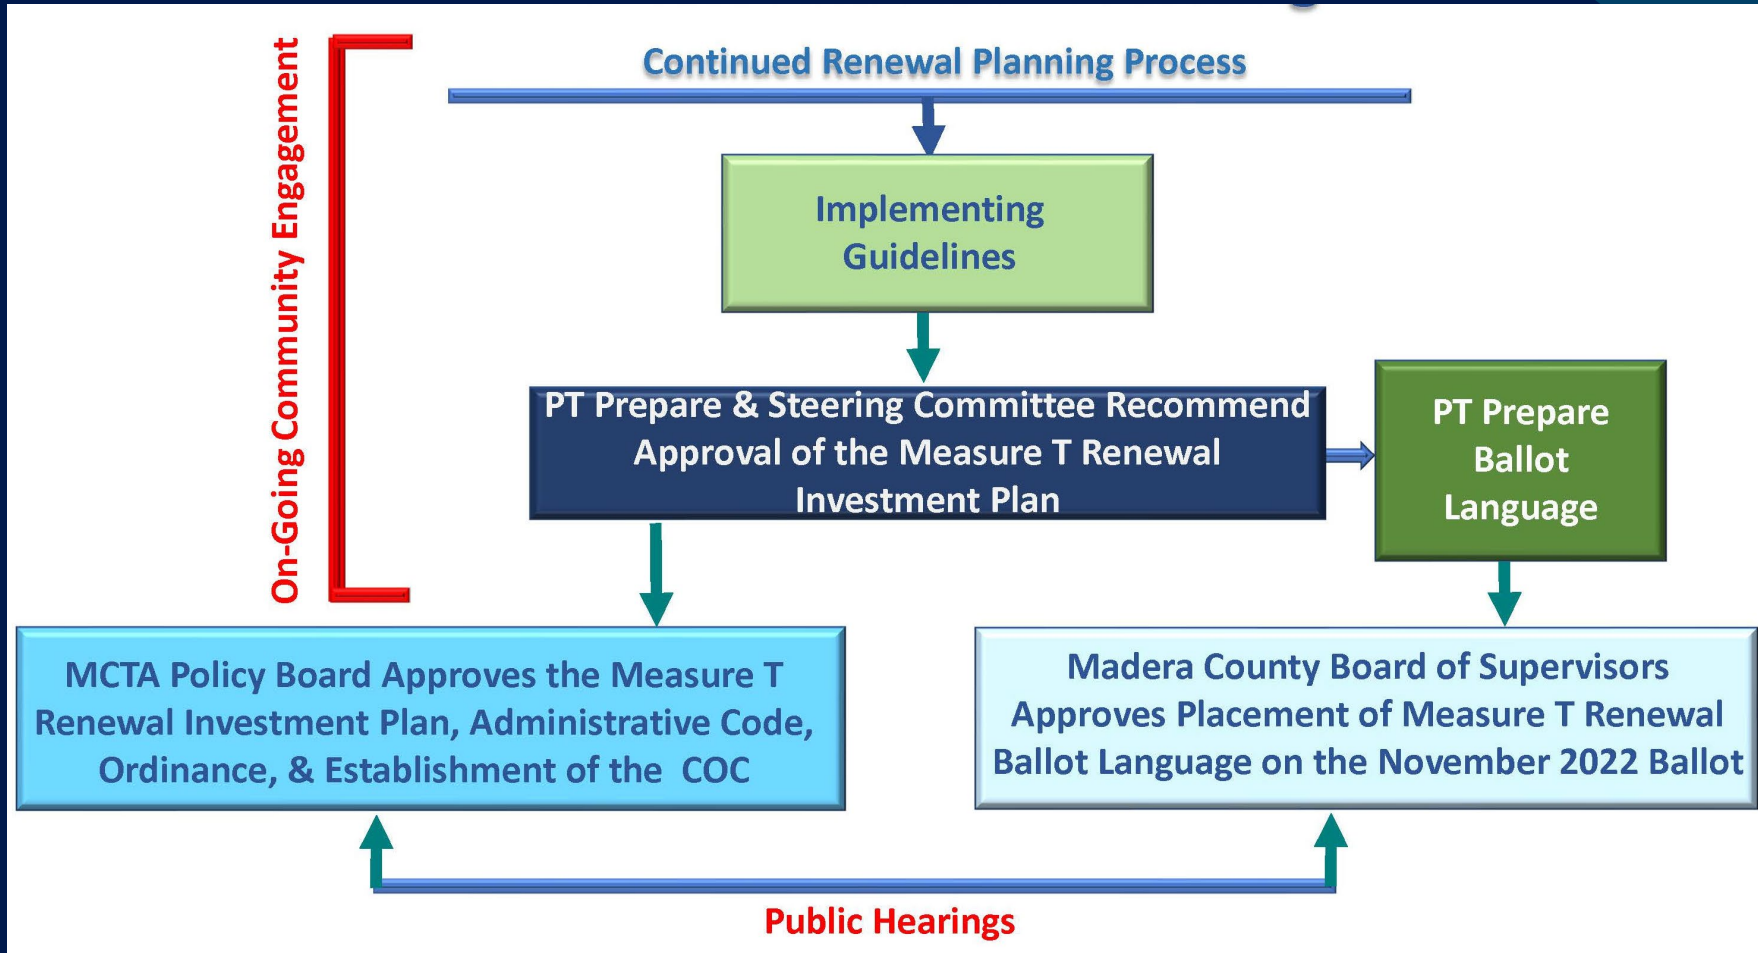 Continued Renewal Planning Process
On-Going Community Engagement
Implementing
Guidelines
PT Prepare & Steering Committee Recommend
Approval of the Measure T Renewal
Investment Plan
PT Prepare
Ballot
Language
MCTA Policy Board Approves the Measure T
Renewal Investment Plan, Administrative Code,
Ordinance, & Establishment of the COC
Madera County Board of Supervisors
Approves Placement of Measure T Renewal
Ballot Language on the November 2022 Ballot
Public Hearings